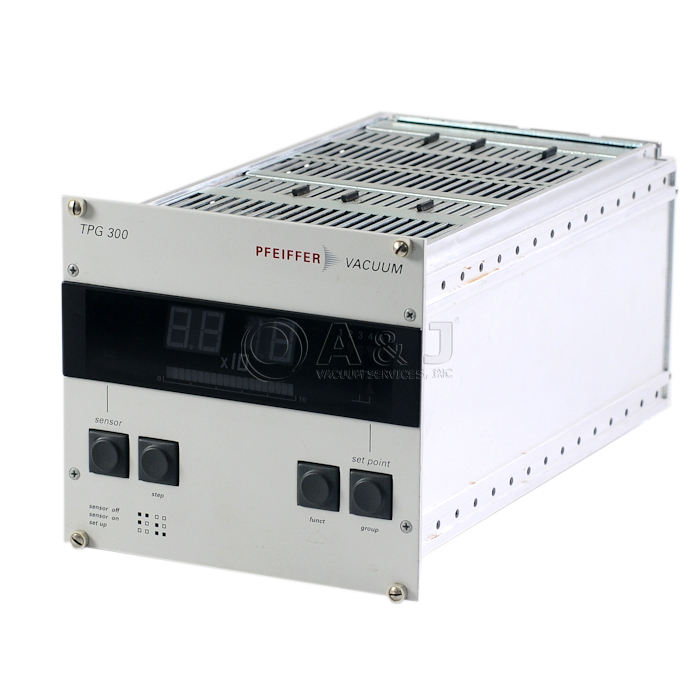 TPG 300
PFEIFFER VACUUM
8.8 8
x10
A & J
VACUUM SERVICES, INC
sensor
set point
step
funct
group
sensor off
sensor on
set up